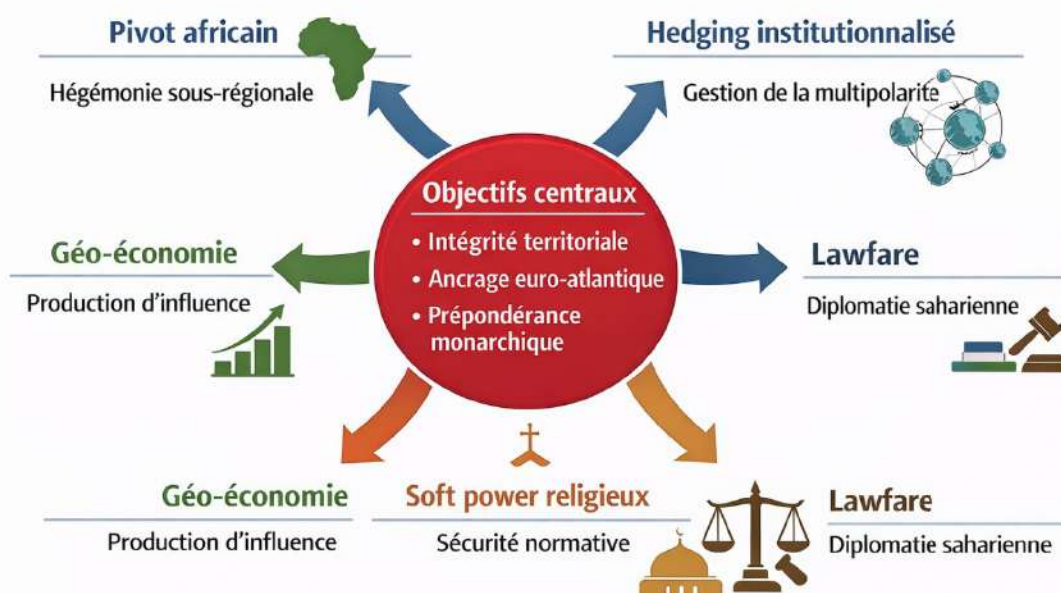 Pivot africain
Hégémonie sous-régionale
Hedging institutionnalisé
Gestion de la multipolarite
Objectifs centraux
• Intégrité territoriale
• Ancrage euro-atlantique
• Prépondérance
monarchique
Géo-économie
Production d'influence
Lawfare
Diplomatie saharienne
Géo-économie
Production d'influence
Soft power religieux
Sécurité normative
Lawfare
Diplomatie saharienne